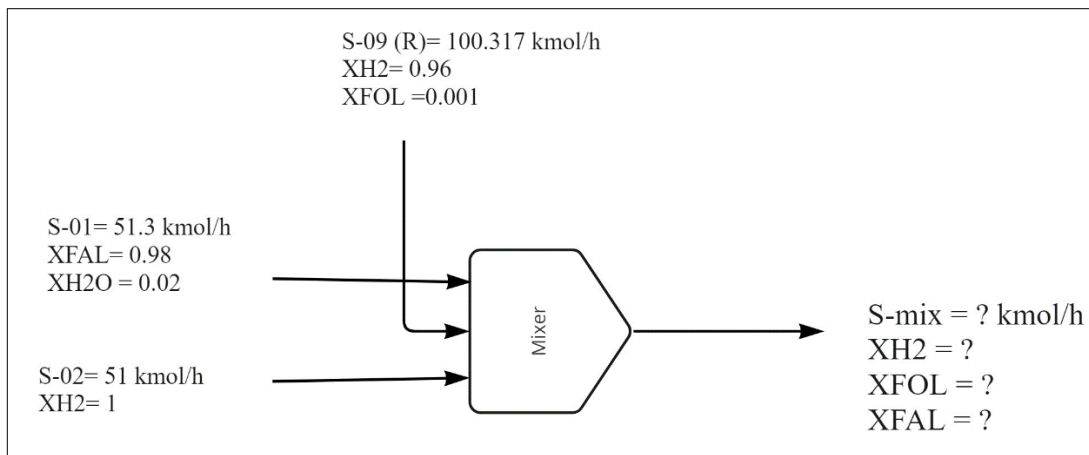 S-09 (R)= 100.317 kmol/h
XH2= 0.96
XFOL =0.001
S-01= 51.3 kmol/h
XFAL= 0.98
XH2O = 0.02
S-02= 51 kmol/h
XH2= 1
Mixer
S-mix = ? kmol/h
XH2 = ?
XFOL = ?
XFAL = ?